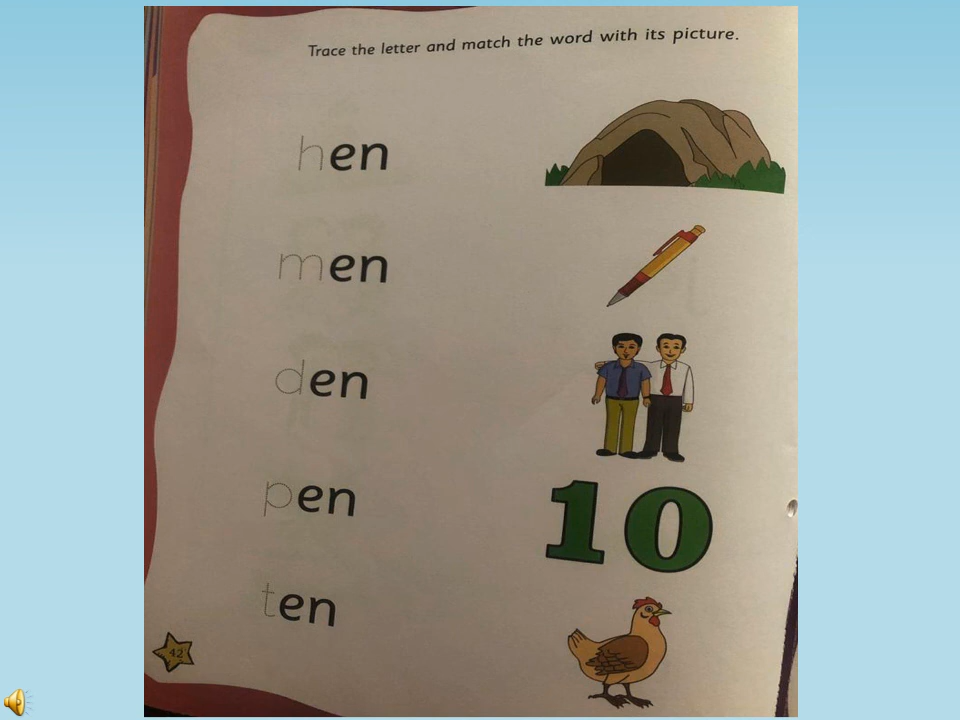 Trace the letter and match the word with its picture.
hen
men
den
pen
10
ten
42